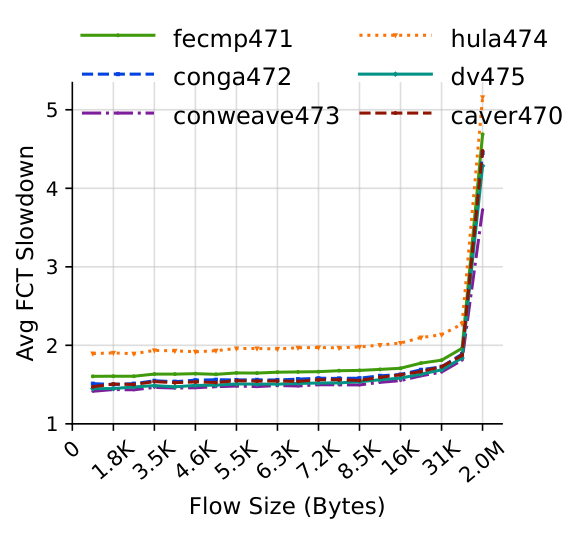 fecmp471
hula474
conga472
dv475
conweave473
caver470
Avg FCT Slowdown
5
4
3
2
1
0
1.8K
3.5K
4.6K
5.5K
6.3K
7.2K
8.5K
16K
31K
2.0M
Flow Size (Bytes)